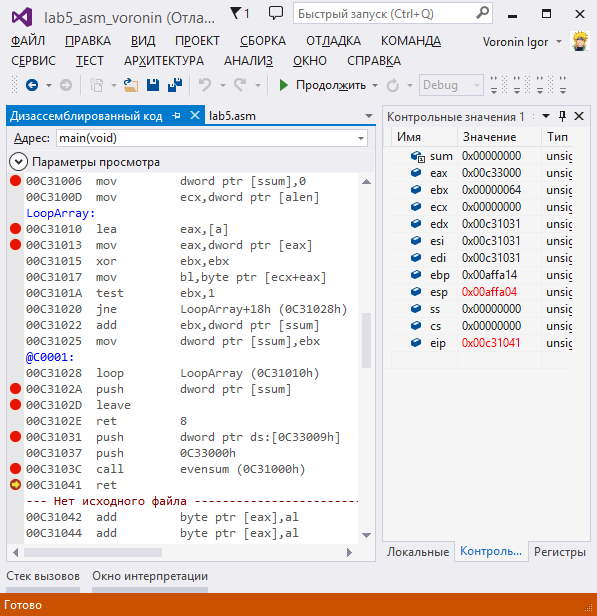 lab5_asm_voronin (Отла...
1
Быстрый запуск (Ctrl+Q)
ФАЙЛ ПРАВКА ВИД ПРОЕКТ СБОРКА ОТЛАДКА КОМАНДА Voronin Igor
СЕРВИС ТЕСТ АРХИТЕКТУРА АНАЛИЗ ОКНО СПРАВКА
Продолжить Debug
Дизассемблированный код lab5.asm
Адрес: main(void)
Параметры просмотра
00C31006 mov dword ptr [ssum],0
00C3100D mov ecx,dword ptr [alen]
LoopArray:
00C31010 lea eax,[a]
00C31013 mov eax,dword ptr [eax]
00C31015 xor ebx,ebx
00C31017 mov bl,byte ptr [ecx+eax]
00C3101A test ebx,1
00C31020 jne LoopArray+18h (0C31028h)
00C31022 add ebx,dword ptr [ssum]
00C31025 mov dword ptr [ssum],ebx
@C0001:
00C31028 loop LoopArray (0C31010h)
00C3102A push dword ptr [ssum]
00C3102D leave
00C3102E ret 8
00C31031 push dword ptr ds:[0C33009h]
00C31037 push 0C33000h
00C3103C call evensum (0C31000h)
00C31041 ret
--- Нет исходного файла ------------------------
00C31042 add byte ptr [eax],al
00C31044 add byte ptr [eax],al
Контрольные значения 1
Имя Значение Тип
sum 0x00000000 unsig
eax 0x00c33000 unsig
ebx 0x00000064 unsig
ecx 0x00000000 unsig
edx 0x00c31031 unsig
esi 0x00c31031 unsig
edi 0x00c31031 unsig
ebp 0x00affa14 unsig
esp 0x00affa04 unsig
ss 0x00000000 unsig
cs 0x00000000 unsig
eip 0x00c31041 unsig
Локальные Контроль... Регистры
Стек вызовов Окно интерпретации
Готово